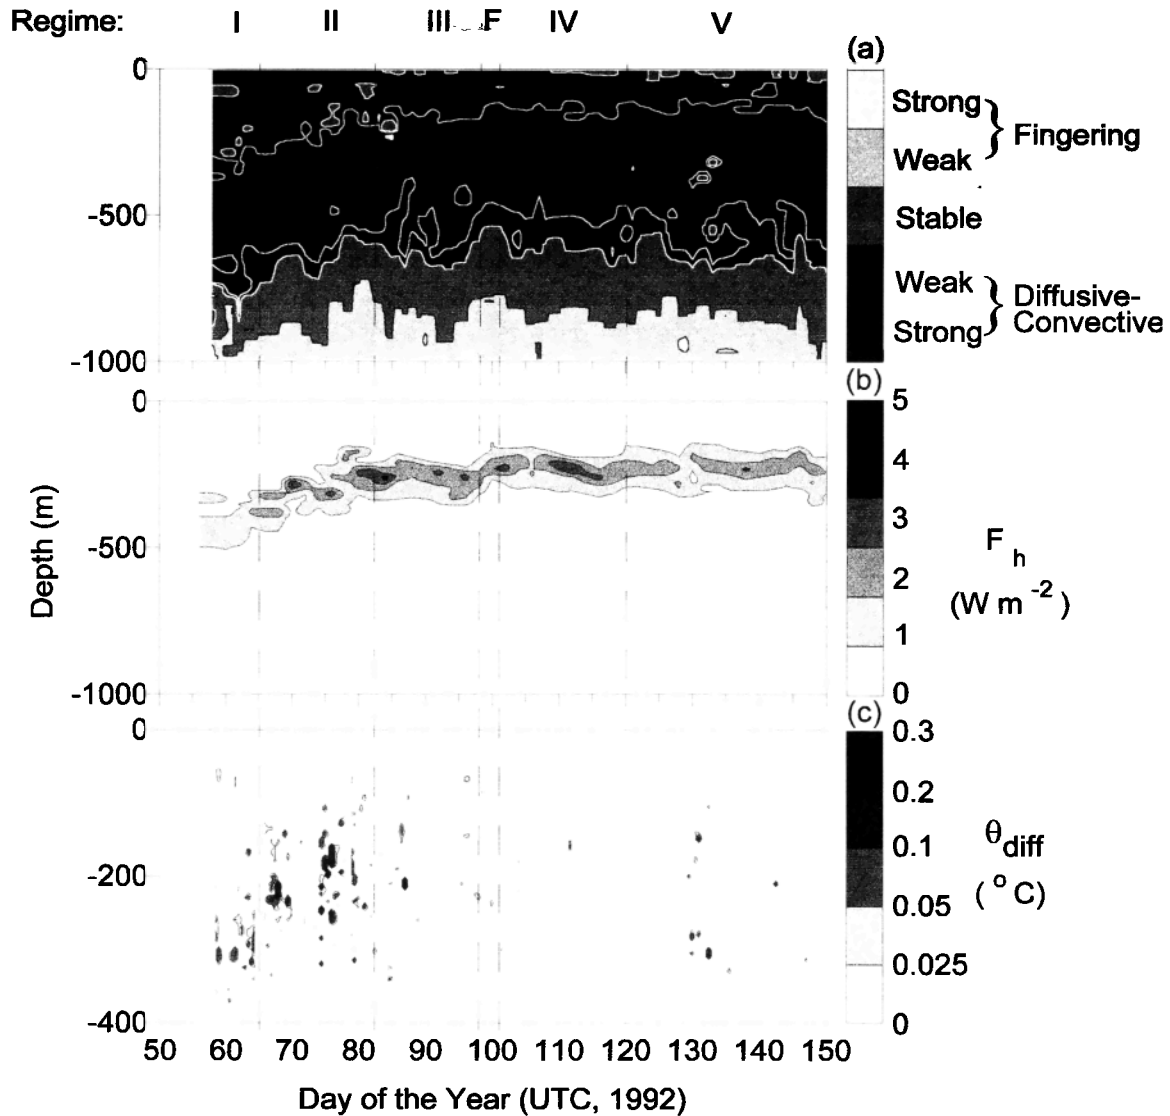 Regime: I II III F IV V
(a)
0
-500
-1000
Strong
Weak
Fingering
Stable
Weak
Strong
Diffusive-
Convective
(b)
0
-500
-1000
Depth (m)
5
4
3
2
1
0
F h
(W m -2 )
(c)
0
-200
-400
0.3
0.2
0.1
0.05
0.025
0
θ diff
( o C)
50 60 70 80 90 100 110 120 130 140 150
Day of the Year (UTC, 1992)